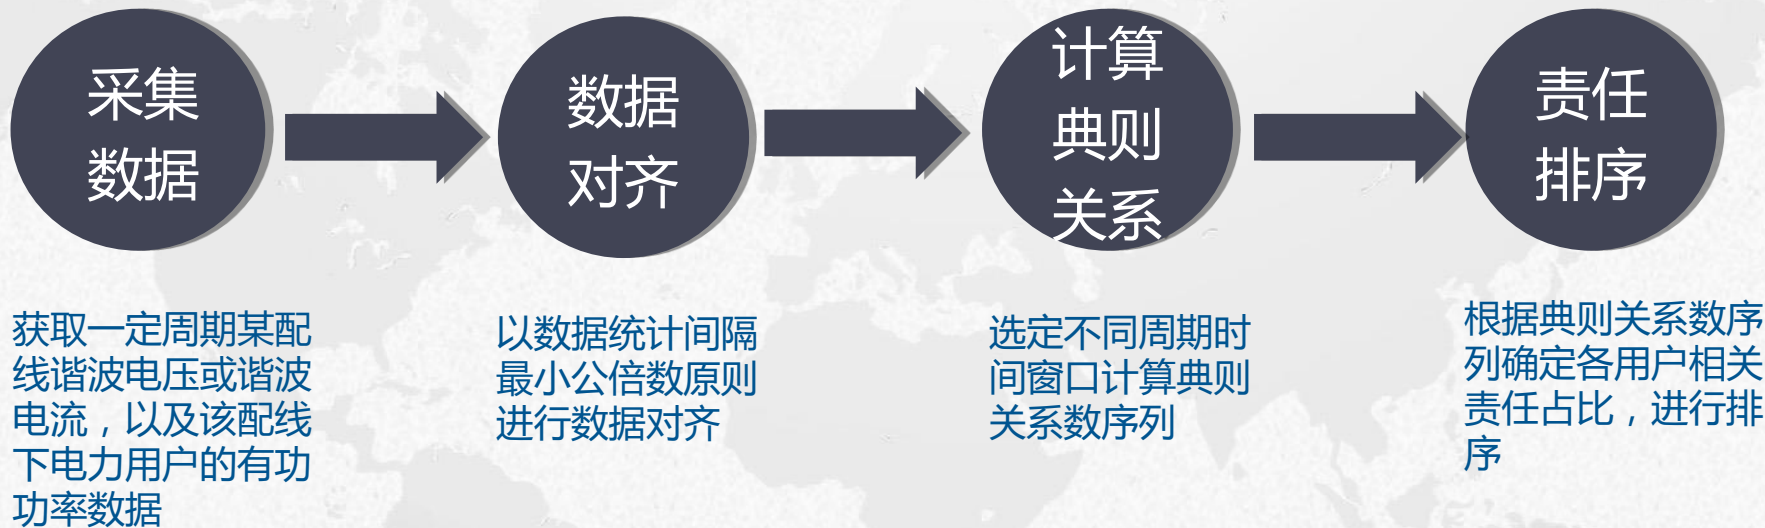 采集
数据
数据
对齐
计算
典则
关系
责任
排序
获取一定周期某配
线谐波电压或谐波
电流，以及该配线
下电力用户的有功
功率数据
以数据统计间隔
最小公倍数原则
进行数据对齐
选定不同周期时
间窗口计算典则
关系数序列
根据典则关系数序
列确定各用户相关
责任占比，进行排
序